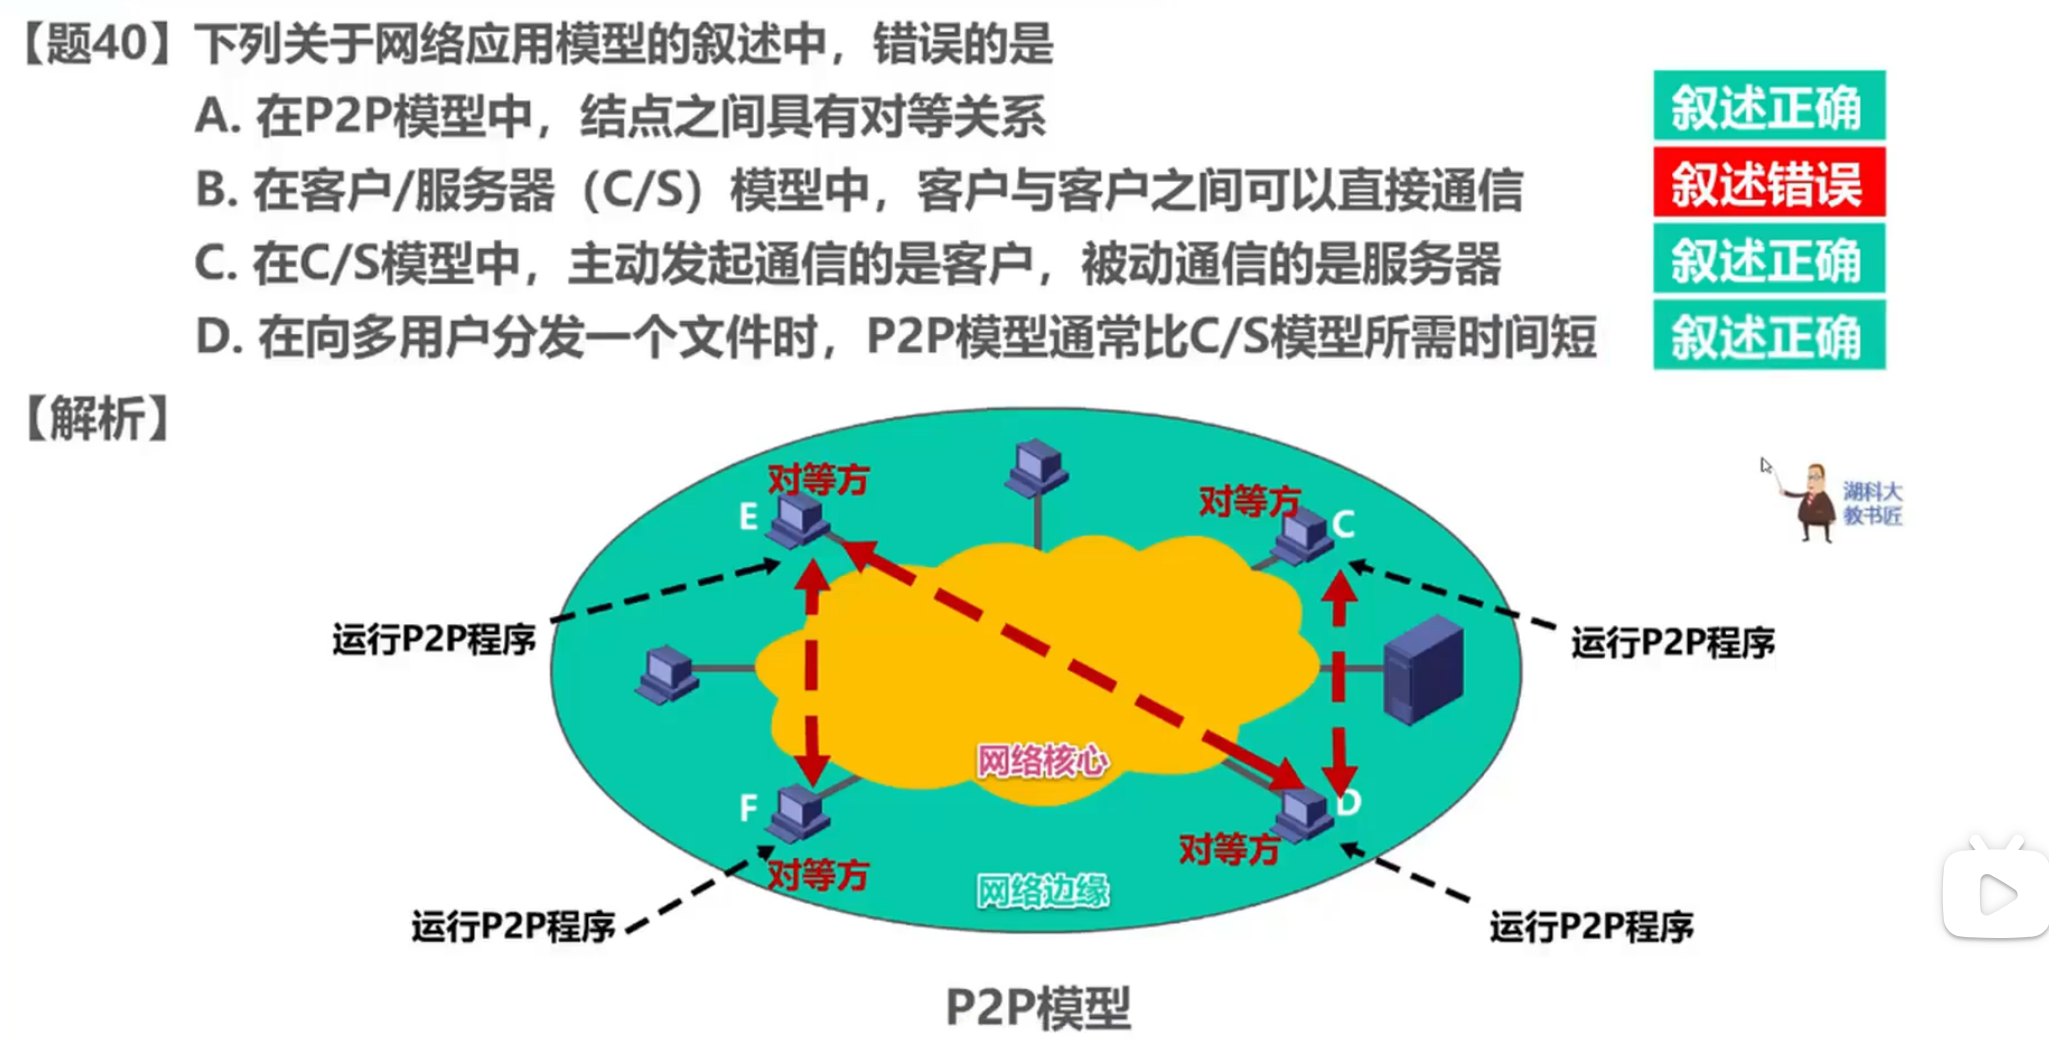 【题40】下列关于网络应用模型的叙述中，错误的是
A. 在P2P模型中，结点之间具有对等关系
叙述正确
B. 在客户/服务器（C/S）模型中，客户与客户之间可以直接通信
叙述错误
C. 在C/S模型中，主动发起通信的是客户，被动通信的是服务器
叙述正确
D. 在向多用户分发一个文件时，P2P模型通常比C/S模型所需时间短
叙述正确
【解析】
对等方
E
对等方
C
湖科大
教书匠
运行P2P程序
运行P2P程序
网络核心
F
D
对等方
对等方
网络边缘
运行P2P程序
运行P2P程序
P2P模型